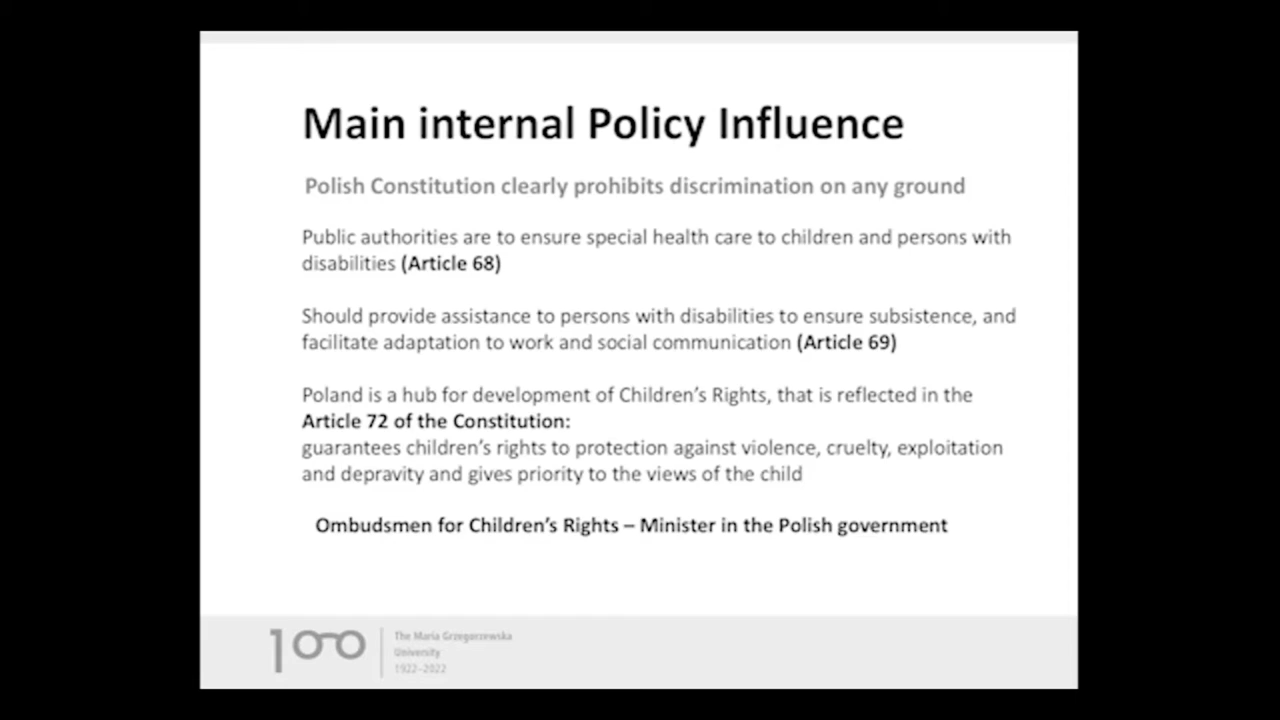 Main internal Policy Influence
Polish Constitution clearly prohibits discrimination on any ground
Public authorities are to ensure special health care to children and persons with
disabilities (Article 68)
Should provide assistance to persons with disabilities to ensure subsistence, and
facilitate adaptation to work and social communication (Article 69)
Poland is a hub for development of Children's Rights, that is reflected in the
Article 72 of the Constitution:
guarantees children's rights to protection against violence, cruelty, exploitation
and depravity and gives priority to the views of the child
Ombudsmen for Children's Rights – Minister in the Polish government
100
The Maria Grzegorzewska
University
1922–2022